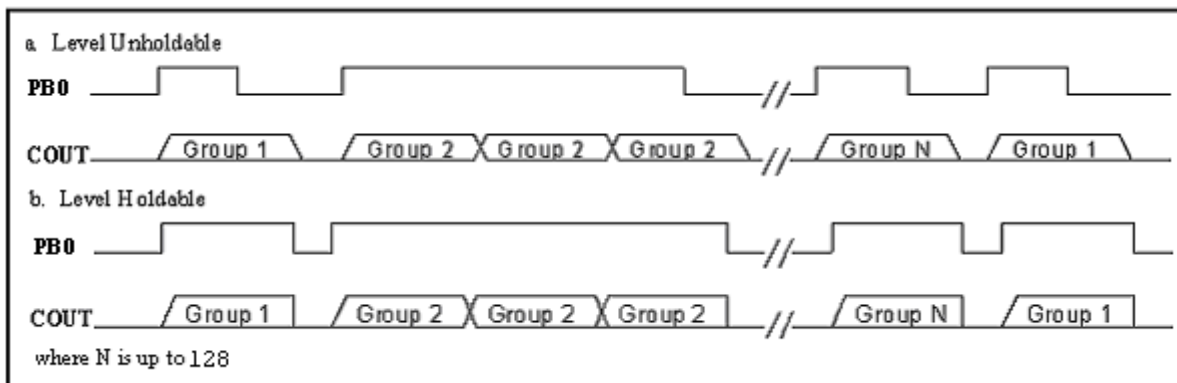 a. Level Unholdable
PB0
//
COUT Group 1 Group 2 Group 2 Group 2 // Group N Group 1
b. Level Holdable
PB0
//
COUT Group 1 Group 2 Group 2 Group 2 // Group N Group 1
where N is up to 128